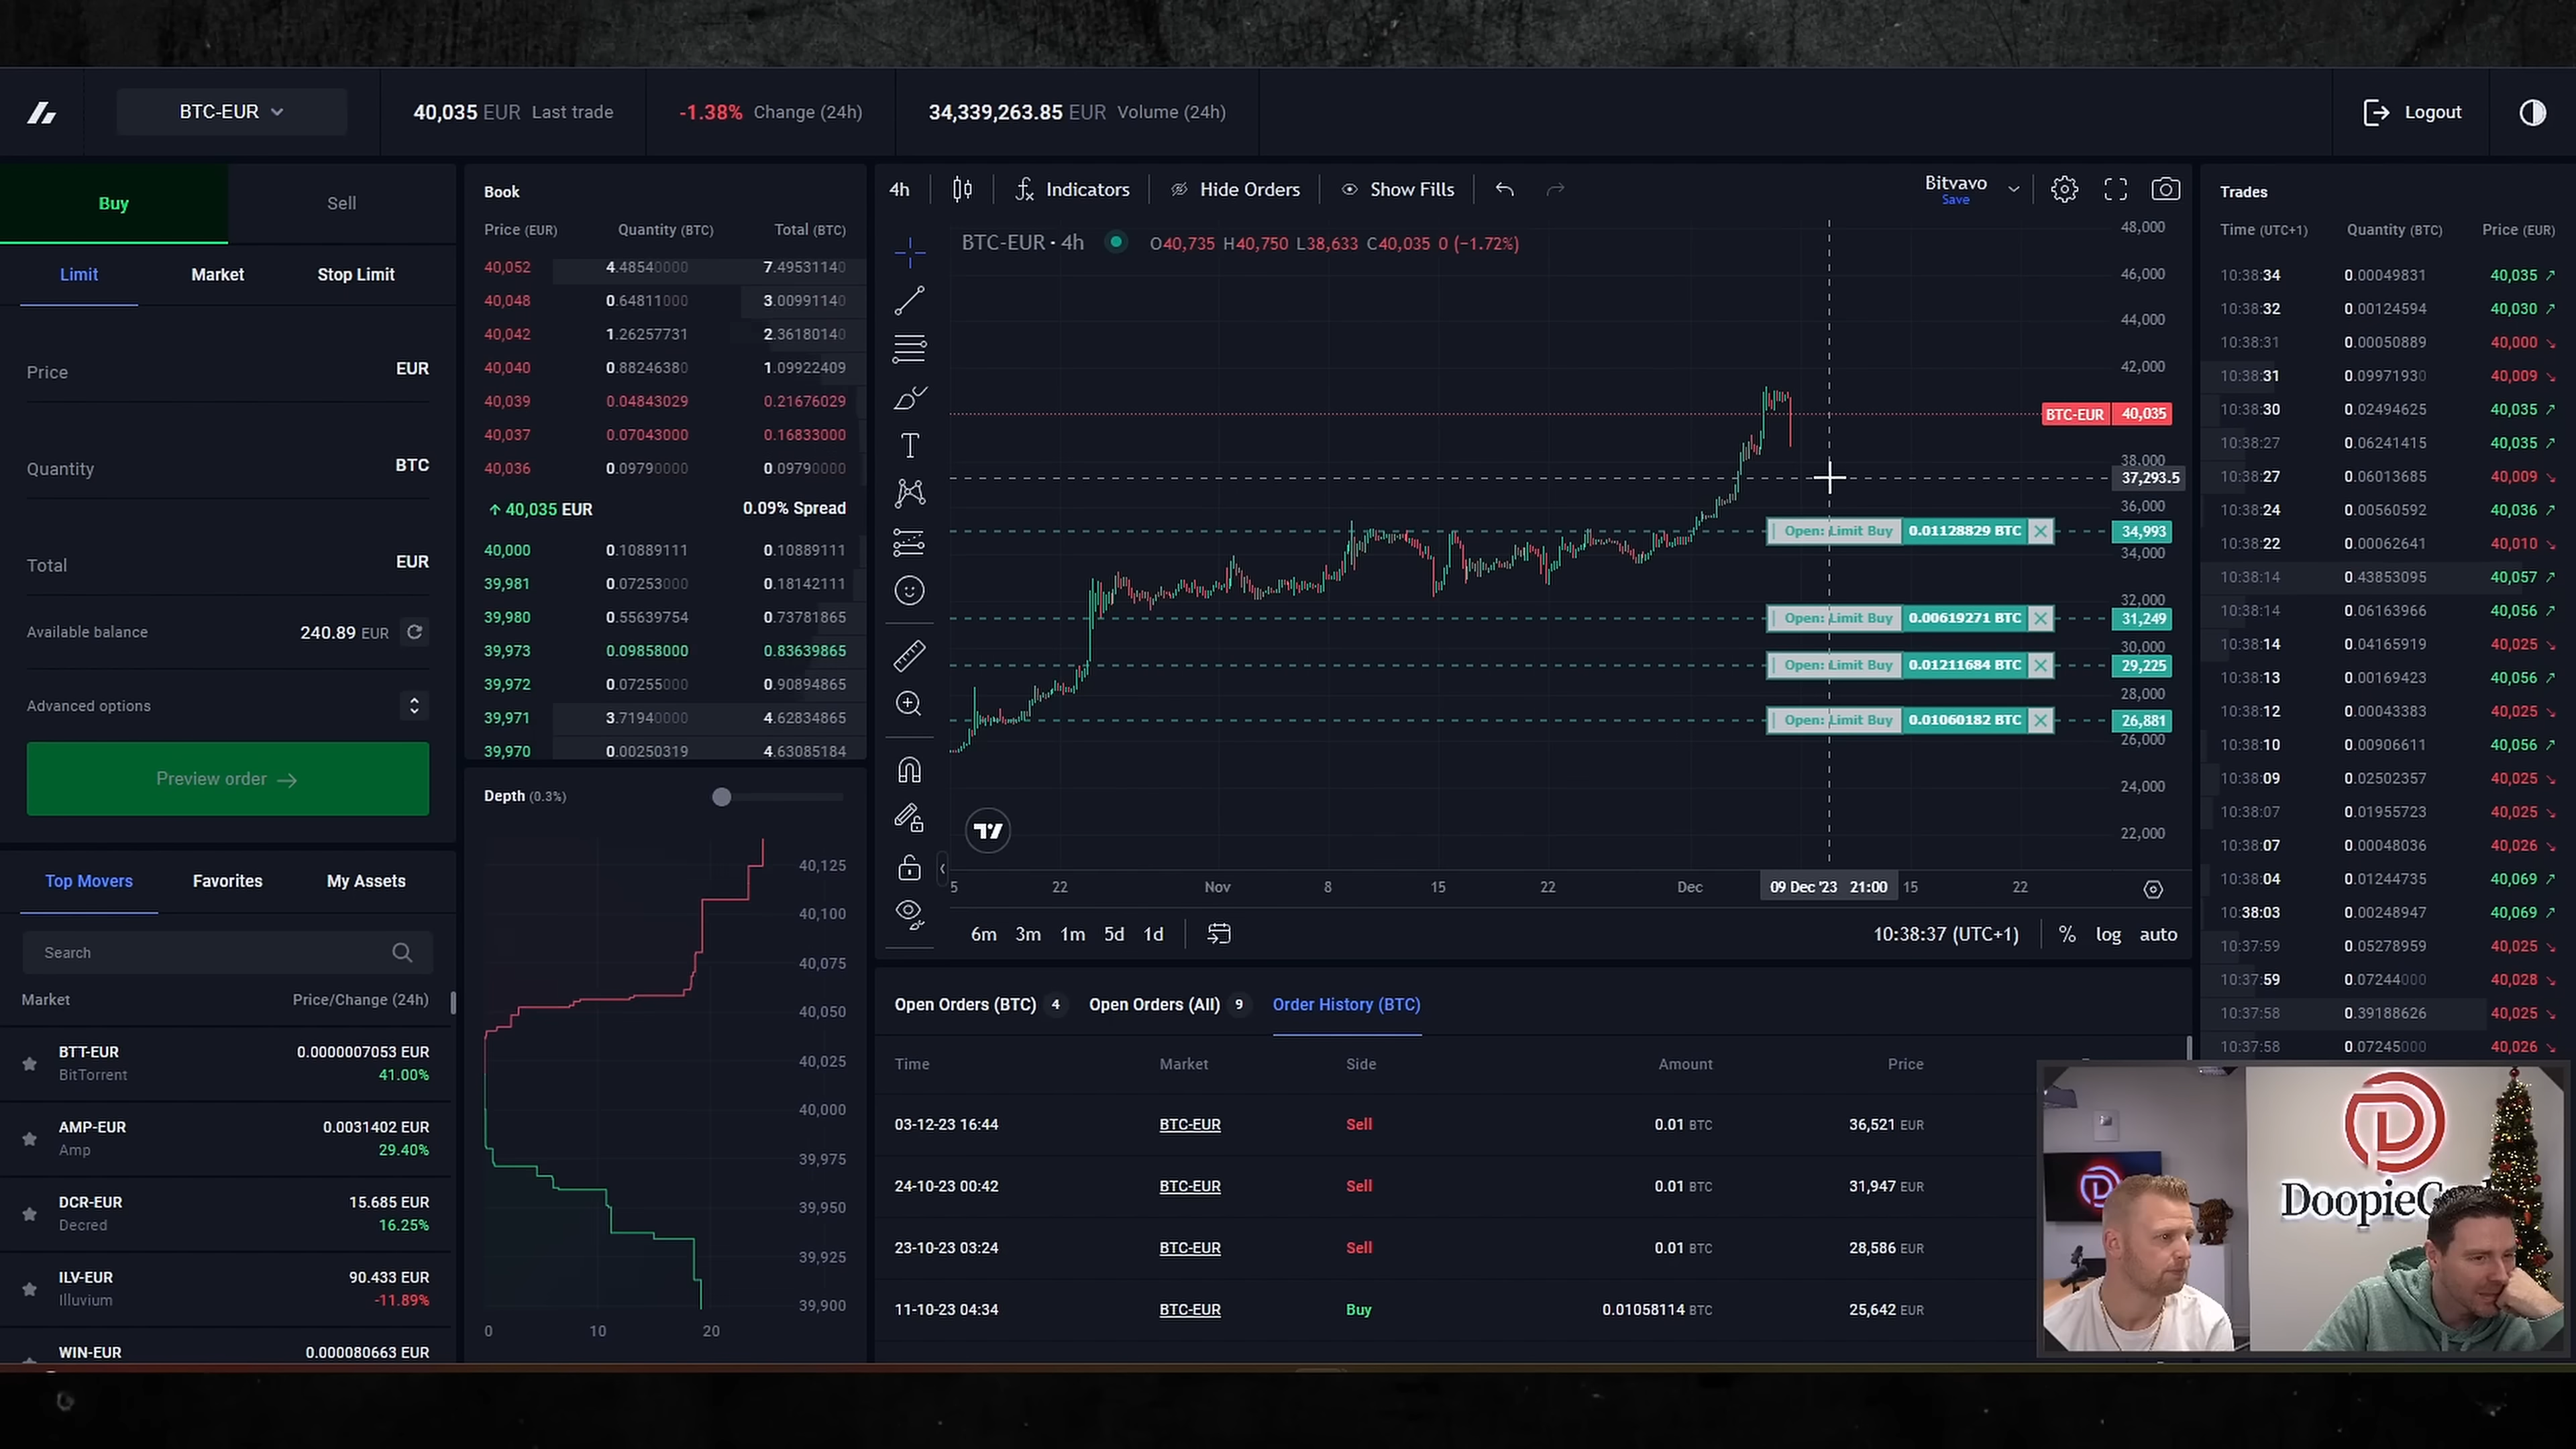 BTC-EUR
40,035 EUR Last trade
-1.38% Change (24h)
34,339,263.85 EUR Volume (24h)
Logout
Buy
Sell
Limit
Market
Stop Limit
Price
EUR
Quantity
BTC
Total
EUR
Available balance
240.89 EUR
Advanced options
Preview order
Top Movers
Favorites
My Assets
Search
Market
Price/Change (24h)
BTT-EUR 0.0000007053 EUR
BitTorrent 41.00%
AMP-EUR 0.0031402 EUR
Amp 29.40%
DCR-EUR 15.685 EUR
Decred 16.25%
ILV-EUR 90.433 EUR
Illuvium -11.89%
WIN-EUR 0.000080663 EUR
Book
Price (EUR) Quantity (BTC) Total (BTC)
40,052 4.48540000 7.49531140
40,048 0.64811000 3.00991140
40,042 1.26257731 2.36180140
40,040 0.88246380 1.09922409
40,039 0.04843029 0.21676029
40,037 0.07043000 0.16833000
40,036 0.09790000 0.09790000
↑ 40,035 EUR 0.09% Spread
40,000 0.10889111 0.10889111
39,981 0.07253000 0.18142111
39,980 0.55639754 0.73781865
39,973 0.09858000 0.83639865
39,972 0.07255000 0.90894865
39,971 3.71940000 4.62834865
39,970 0.00250319 4.63085184
Depth (0.3%)
40,125
40,100
40,075
40,050
40,025
40,000
39,975
39,950
39,925
39,900
0 10 20
4h
Indicators
Hide Orders
Show Fills
Bitvavo
Save
BTC-EUR · 4h
O40,735 H40,750 L38,633 C40,035 0 (−1.72%)
48,000
46,000
44,000
42,000
BTC-EUR 40,035
38,000
37,293.5
36,000
Open: Limit Buy 0.01128829 BTC 34,993
34,000
32,000
Open: Limit Buy 0.00619271 BTC 31,249
30,000
Open: Limit Buy 0.01211684 BTC 29,225
28,000
Open: Limit Buy 0.01060182 BTC 26,881
26,000
24,000
22,000
5 22 Nov 8 15 22 Dec 09 Dec '23 21:00 15 22
6m 3m 1m 5d 1d
10:38:37 (UTC+1) % log auto
Open Orders (BTC) 4
Open Orders (All) 9
Order History (BTC)
Time Market Side Amount Price
03-12-23 16:44 BTC-EUR Sell 0.01 BTC 36,521 EUR
24-10-23 00:42 BTC-EUR Sell 0.01 BTC 31,947 EUR
23-10-23 03:24 BTC-EUR Sell 0.01 BTC 28,586 EUR
11-10-23 04:34 BTC-EUR Buy 0.01058114 BTC 25,642 EUR
Trades
Time (UTC+1) Quantity (BTC) Price (EUR)
10:38:34 0.00049831 40,035
10:38:32 0.00124594 40,030
10:38:31 0.00050889 40,000
10:38:31 0.09971930 40,009
10:38:30 0.02494625 40,035
10:38:27 0.06241415 40,035
10:38:27 0.06013685 40,009
10:38:24 0.00560592 40,036
10:38:22 0.00062641 40,010
10:38:14 0.43853095 40,057
10:38:14 0.06163966 40,056
10:38:14 0.04165919 40,025
10:38:13 0.00169423 40,056
10:38:12 0.00043383 40,025
10:38:10 0.00906611 40,056
10:38:09 0.02502357 40,025
10:38:07 0.01955723 40,025
10:38:07 0.00048036 40,026
10:38:04 0.01244735 40,069
10:38:03 0.00248947 40,069
10:37:59 0.05278959 40,025
10:37:59 0.07244000 40,028
10:37:58 0.39188626 40,025
10:37:58 0.07245000 40,026